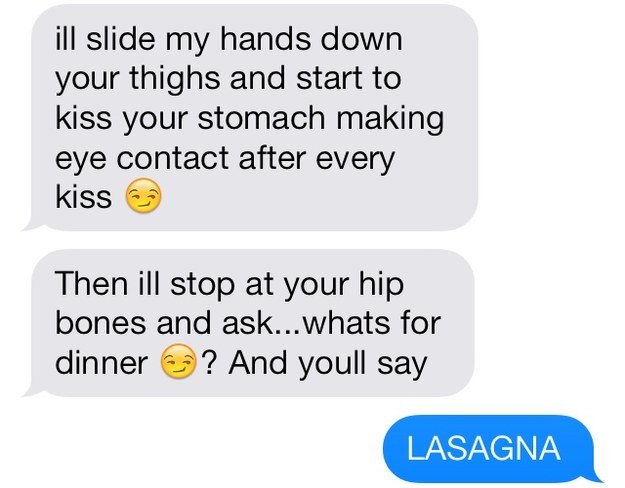 ill slide my hands down
your thighs and start to
kiss your stomach making
eye contact after every
kiss 😏
Then ill stop at your hip
bones and ask...whats for
dinner 😏? And youll say
LASAGNA